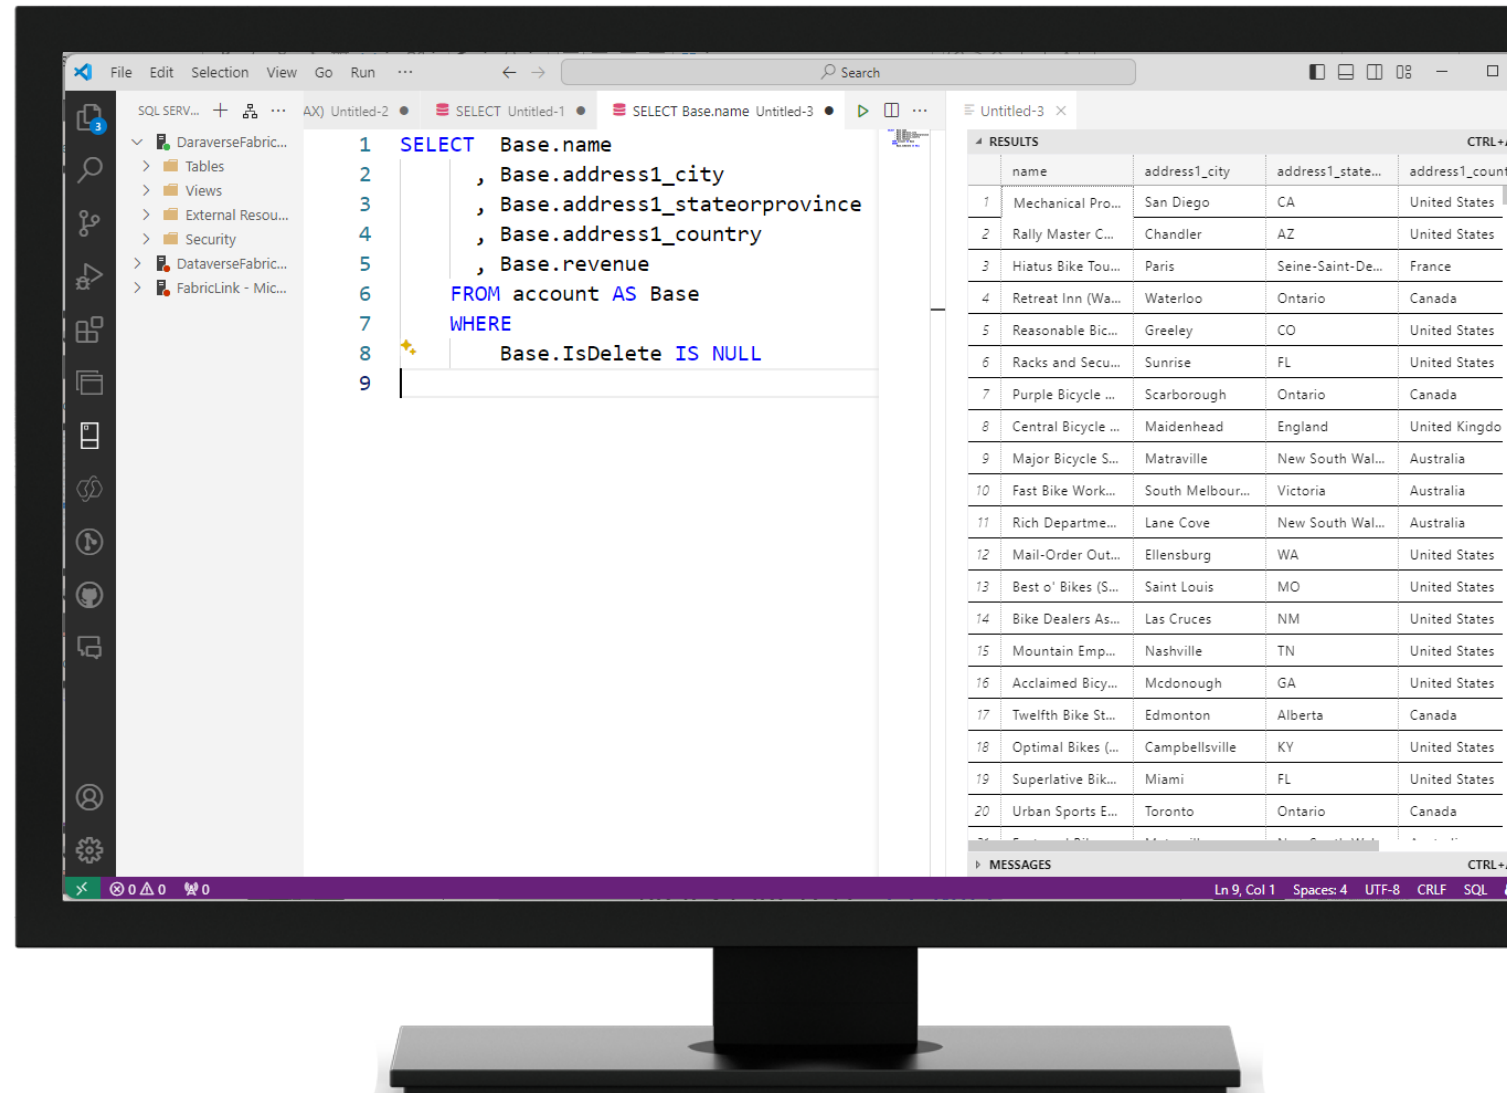 File Edit Selection View Go Run ··· Search
SQL SERV... ···
AX) Untitled-2 SELECT Untitled-1 SELECT Base.name Untitled-3 ···
Untitled-3
3
DaraverseFabric...
Tables
Views
External Resou...
Security
DataverseFabric...
FabricLink - Mic...
1 SELECT Base.name
2 , Base.address1_city
3 , Base.address1_stateorprovince
4 , Base.address1_country
5 , Base.revenue
6 FROM account AS Base
7 WHERE
8 Base.IsDelete IS NULL
9
RESULTS CTRL+
name address1_city address1_state... address1_count
1 Mechanical Pro... San Diego CA United States
2 Rally Master C... Chandler AZ United States
3 Hiatus Bike Tou... Paris Seine-Saint-De... France
4 Retreat Inn (Wa... Waterloo Ontario Canada
5 Reasonable Bic... Greeley CO United States
6 Racks and Secu... Sunrise FL United States
7 Purple Bicycle ... Scarborough Ontario Canada
8 Central Bicycle ... Maidenhead England United Kingdo
9 Major Bicycle S... Matraville New South Wal... Australia
10 Fast Bike Work... South Melbour... Victoria Australia
11 Rich Departme... Lane Cove New South Wal... Australia
12 Mail-Order Out... Ellensburg WA United States
13 Best o' Bikes (S... Saint Louis MO United States
14 Bike Dealers As... Las Cruces NM United States
15 Mountain Emp... Nashville TN United States
16 Acclaimed Bicy... Mcdonough GA United States
17 Twelfth Bike St... Edmonton Alberta Canada
18 Optimal Bikes (... Campbellsville KY United States
19 Superlative Bik... Miami FL United States
20 Urban Sports E... Toronto Ontario Canada
MESSAGES CTRL+
0 0 0 Ln 9, Col 1 Spaces: 4 UTF-8 CRLF SQL